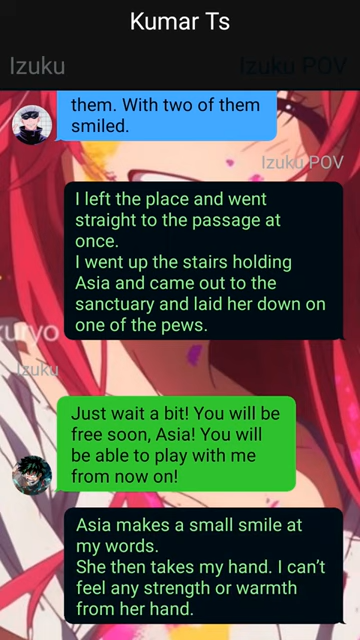 Kumar Ts
Izuku
Izuku POV
them. With two of them
smiled.
Izuku POV
I left the place and went
straight to the passage at
once.
I went up the stairs holding
Asia and came out to the
sanctuary and laid her down on
one of the pews.
kuryo
Izuku
Just wait a bit! You will be
free soon, Asia! You will
be able to play with me
from now on!
Asia makes a small smile at
my words.
She then takes my hand. I can’t
feel any strength or warmth
from her hand.